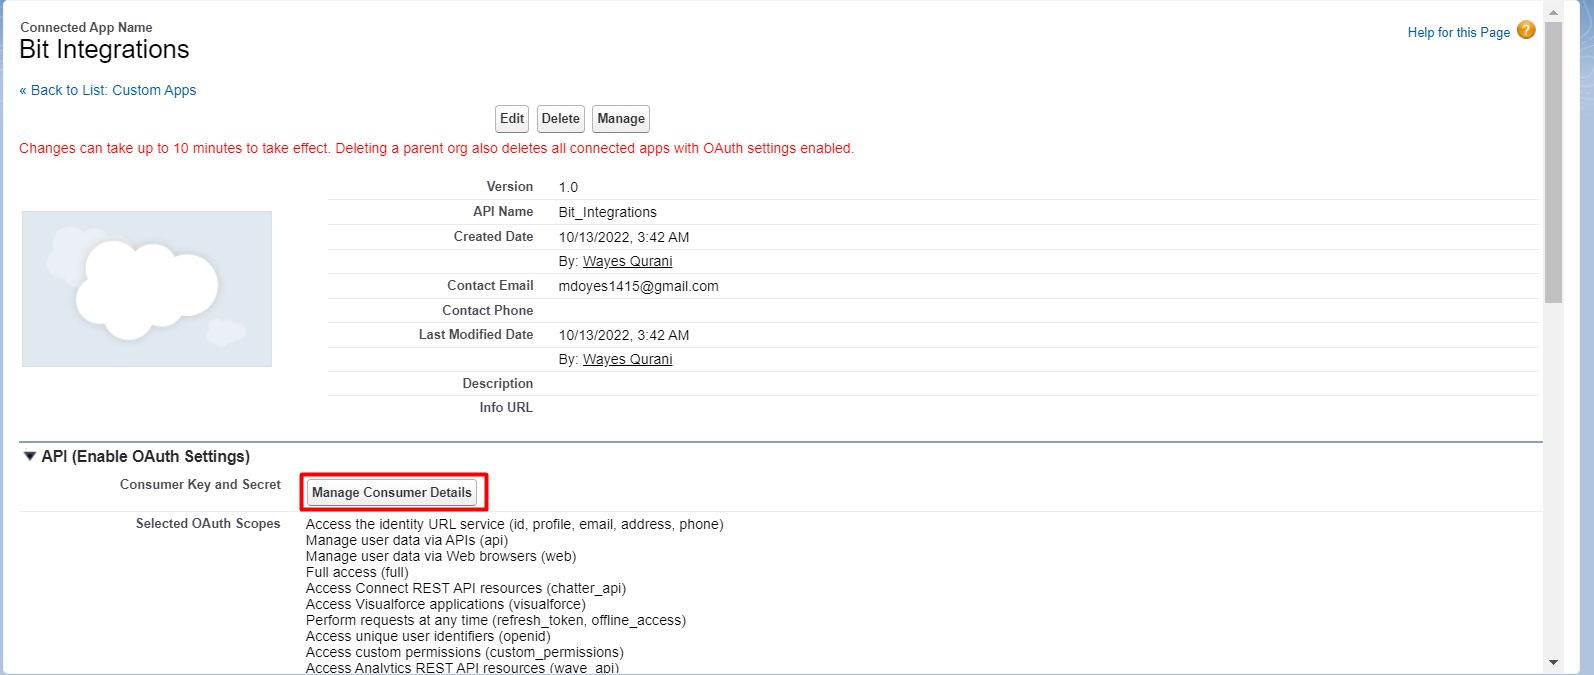 Connected App Name
Bit Integrations
Help for this Page ?
« Back to List: Custom Apps
Edit Delete Manage
Changes can take up to 10 minutes to take effect. Deleting a parent org also deletes all connected apps with OAuth settings enabled.
Version 1.0
API Name Bit_Integrations
Created Date 10/13/2022, 3:42 AM
By: Wayes Qurani
Contact Email mdoyes1415@gmail.com
Contact Phone
Last Modified Date 10/13/2022, 3:42 AM
By: Wayes Qurani
Description
Info URL
API (Enable OAuth Settings)
Consumer Key and Secret Manage Consumer Details
Selected OAuth Scopes Access the identity URL service (id, profile, email, address, phone)
Manage user data via APIs (api)
Manage user data via Web browsers (web)
Full access (full)
Access Connect REST API resources (chatter_api)
Access Visualforce applications (visualforce)
Perform requests at any time (refresh_token, offline_access)
Access unique user identifiers (openid)
Access custom permissions (custom_permissions)
Access Analytics REST API resources (wave_api)